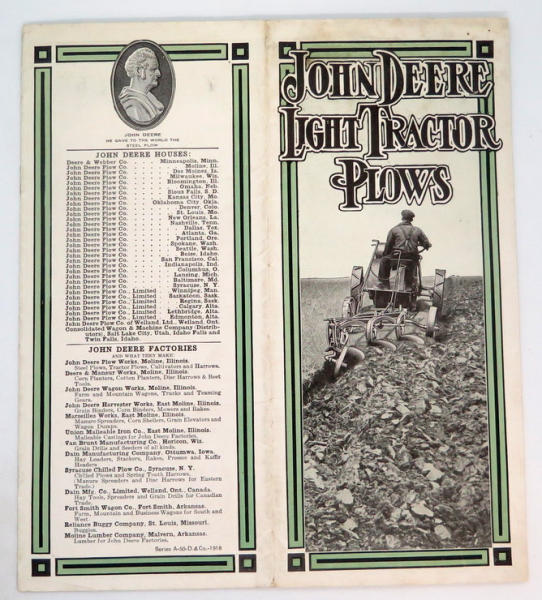 JOHN DEERE
HE GAVE TO THE WORLD THE
STEEL PLOW
JOHN DEERE HOUSES:
Deere & Webber Co. . . . . . Minneapolis, Minn.
John Deere Plow Co. . . . . . Moline, Ill.
John Deere Plow Co. . . . . . Des Moines, Ia.
John Deere Plow Co. . . . . . Milwaukee, Wis.
John Deere Plow Co. . . . . . Bloomington, Ill.
John Deere Plow Co. . . . . . Omaha, Neb.
John Deere Plow Co. . . . . . Sioux Falls, S. D.
John Deere Plow Co. . . . . . Kansas City, Mo.
John Deere Plow Co. . . . . . Oklahoma City, Okla.
John Deere Plow Co. . . . . . Denver, Colo.
John Deere Plow Co. . . . . . St. Louis, Mo.
John Deere Plow Co. . . . . . New Orleans, La.
John Deere Plow Co. . . . . . Nashville, Tenn.
John Deere Plow Co. . . . . . Dallas, Tex.
John Deere Plow Co. . . . . . Atlanta, Ga.
John Deere Plow Co. . . . . . Portland, Ore.
John Deere Plow Co. . . . . . Spokane, Wash.
John Deere Plow Co. . . . . . Seattle, Wash.
John Deere Plow Co. . . . . . Boise, Idaho.
John Deere Plow Co. . . . . . San Francisco, Cal.
John Deere Plow Co. . . . . . Indianapolis, Ind.
John Deere Plow Co. . . . . . Columbus, O.
John Deere Plow Co. . . . . . Lansing, Mich.
John Deere Plow Co. . . . . . Baltimore, Md.
John Deere Plow Co. . . . . . Syracuse, N. Y.
John Deere Plow Co., Limited . . Winnipeg, Man.
John Deere Plow Co., Limited . . Saskatoon, Sask.
John Deere Plow Co., Limited . . Regina, Sask.
John Deere Plow Co., Limited . . Calgary, Alta.
John Deere Plow Co., Limited . . Lethbridge, Alta.
John Deere Plow Co., Limited . . Edmonton, Alta.
John Deere Plow Co. of Welland, Ltd., Welland, Ont.
Consolidated Wagon & Machine Company Distrib-
utors, Salt Lake City, Utah, Idaho Falls and
Twin Falls, Idaho.
JOHN DEERE FACTORIES
AND WHAT THEY MAKE:
John Deere Plow Works, Moline, Illinois.
Steel Plows, Tractor Plows, Cultivators and Harrows.
Deere & Mansur Works, Moline, Illinois.
Corn Planters, Cotton Planters, Disc Harrows & Beet
Tools.
John Deere Wagon Works, Moline, Illinois.
Farm and Mountain Wagons, Trucks and Teaming
Gears.
John Deere Harvester Works, East Moline, Illinois.
Grain Binders, Corn Binders, Mowers and Rakes.
Marseilles Works, East Moline, Illinois.
Manure Spreaders, Corn Shellers, Grain Elevators and
Wagon Dumps.
Union Malleable Iron Co., East Moline, Illinois.
Malleable Castings for John Deere Factories.
Van Brunt Manufacturing Co., Horicon, Wis.
Grain Drills and Seeders of all kinds.
Dain Manufacturing Co., Ottumwa, Iowa.
Hay Loaders, Stackers, Rakes, Presses and Kaffir
Headers
Syracuse Chilled Plow Co., Syracuse, N. Y.
Chilled Plows and Spring Tooth Harrows.
(Manure Spreaders and Disc Harrows for Eastern
Trade.)
Dain Mfg. Co., Limited, Welland, Ont., Canada.
Hay Tools, Spreaders and Grain Drills for Canadian
Trade.
Fort Smith Wagon Co., Fort Smith, Arkansas.
Farm, Mountain and Business Wagons for South and
West.
Reliance Buggy Company, St. Louis, Missouri.
Buggies.
Moline Lumber Company, Malvern, Arkansas.
Lumber for John Deere Factories.
Series A-50-D.&Co.-1918
JOHN DEERE
LIGHT TRACTOR
PLOWS